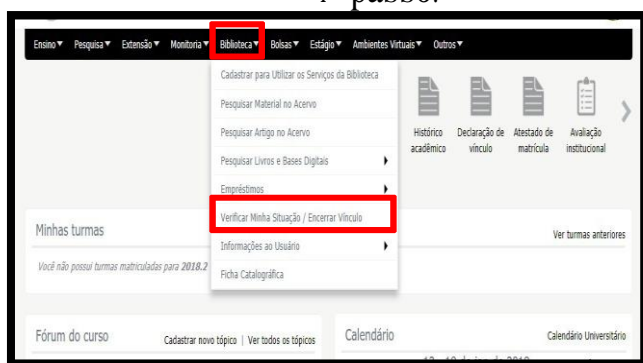 passo.
Ensino Pesquisa Extensão Monitoria Biblioteca Bolsas Estágio Ambientes Virtuais Outros
Cadastrar para Utilizar os Serviços da Biblioteca
Pesquisar Material no Acervo
Pesquisar Artigo no Acervo
Pesquisar Livros e Bases Digitais
Empréstimos
Verificar Minha Situação / Encerrar Vínculo
Informações ao Usuário
Ficha Catalográfica
Histórico acadêmico
Declaração de vínculo
Atestado de matrícula
Avaliação institucional
Minhas turmas
Ver turmas anteriores
Você não possui turmas matriculadas para 2018.2
Fórum do curso
Cadastrar novo tópico | Ver todos os tópicos
Calendário
Calendário Universitário